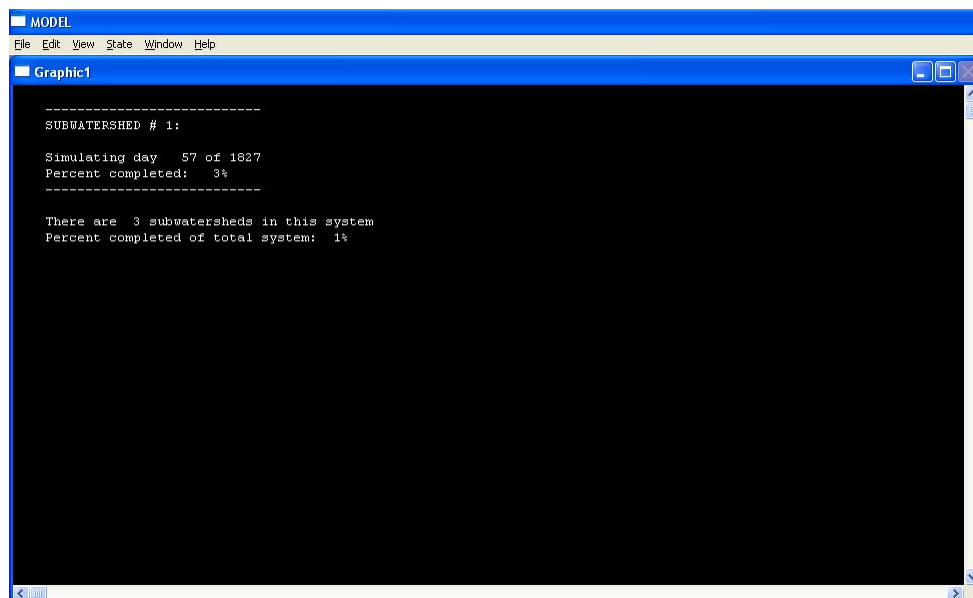 MODEL
File Edit View State Window Help
Graphic1
---------------------------
SUBWATERSHED # 1:
Simulating day   57 of 1827
Percent completed:   3%
---------------------------
There are  3 subwatersheds in this system
Percent completed of total system:  1%